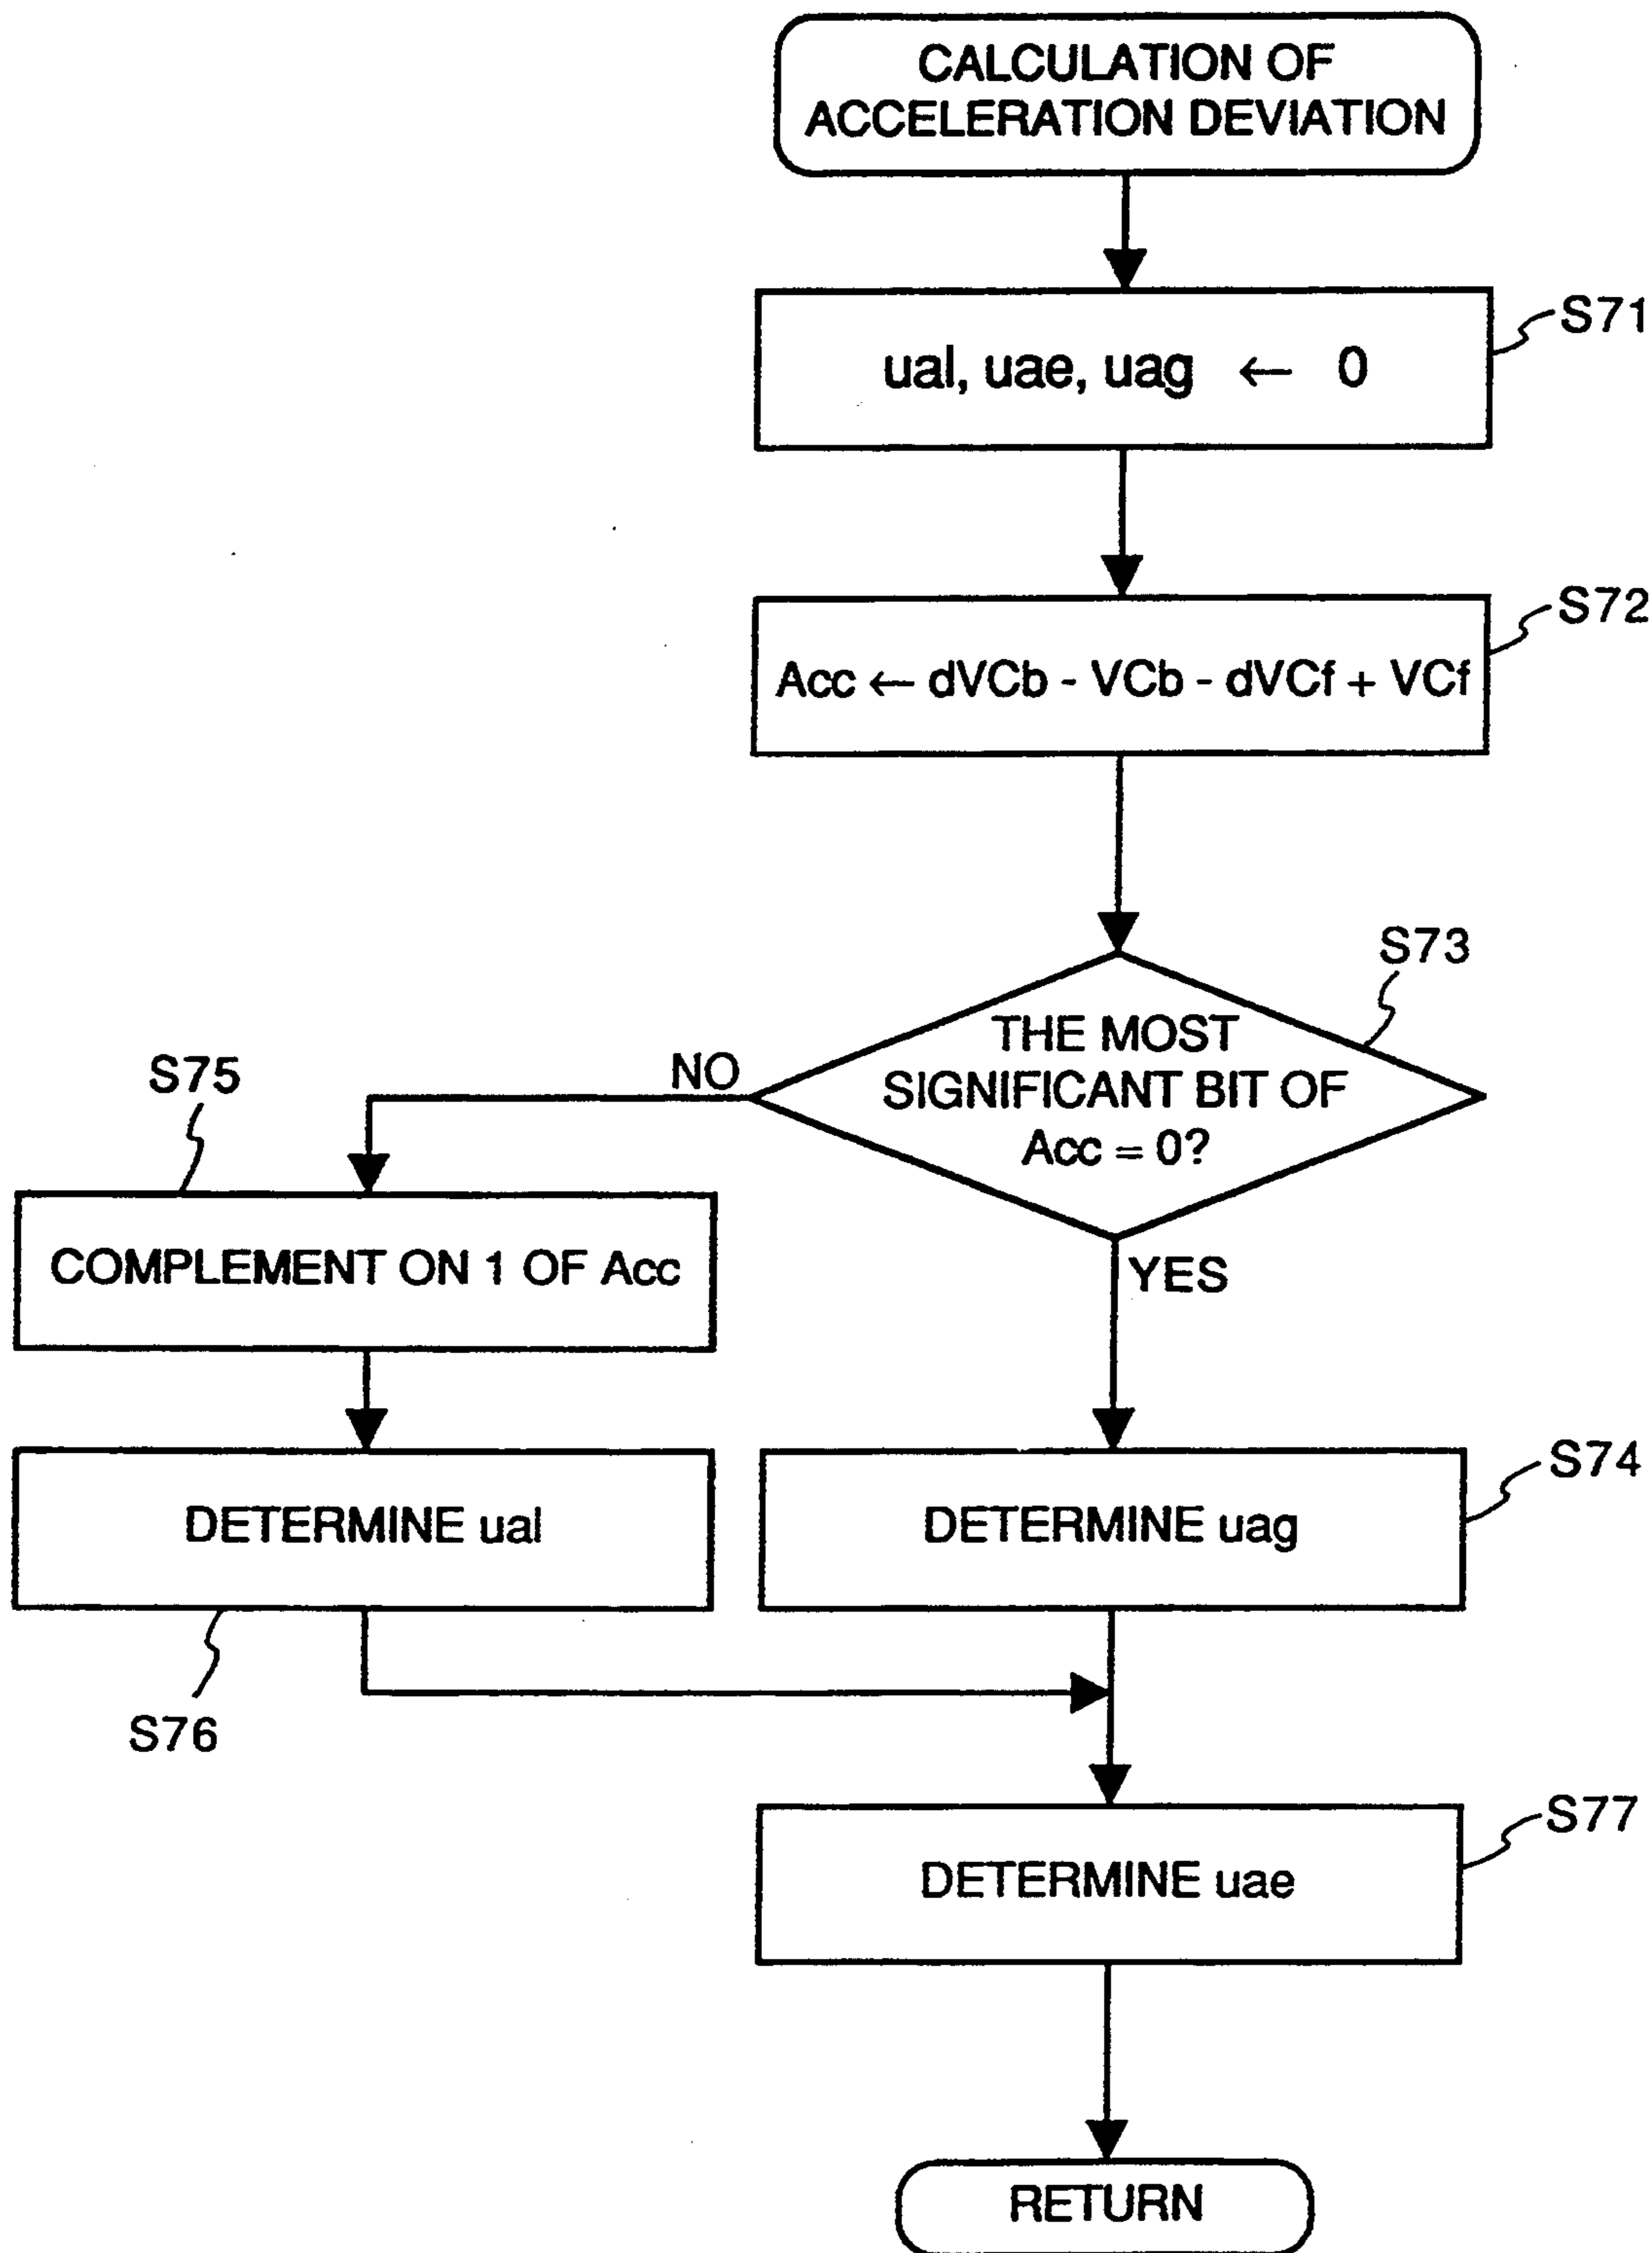 CALCULATION OF
ACCELERATION DEVIATION
S71
ual, uae, uag ← 0
S72
Acc ← dVCb - VCb - dVCf + VCf
S73
THE MOST
SIGNIFICANT BIT OF
Acc = 0?
NO
YES
S75
COMPLEMENT ON 1 OF Acc
S74
DETERMINE ual
DETERMINE uag
S76
S77
DETERMINE uae
RETURN